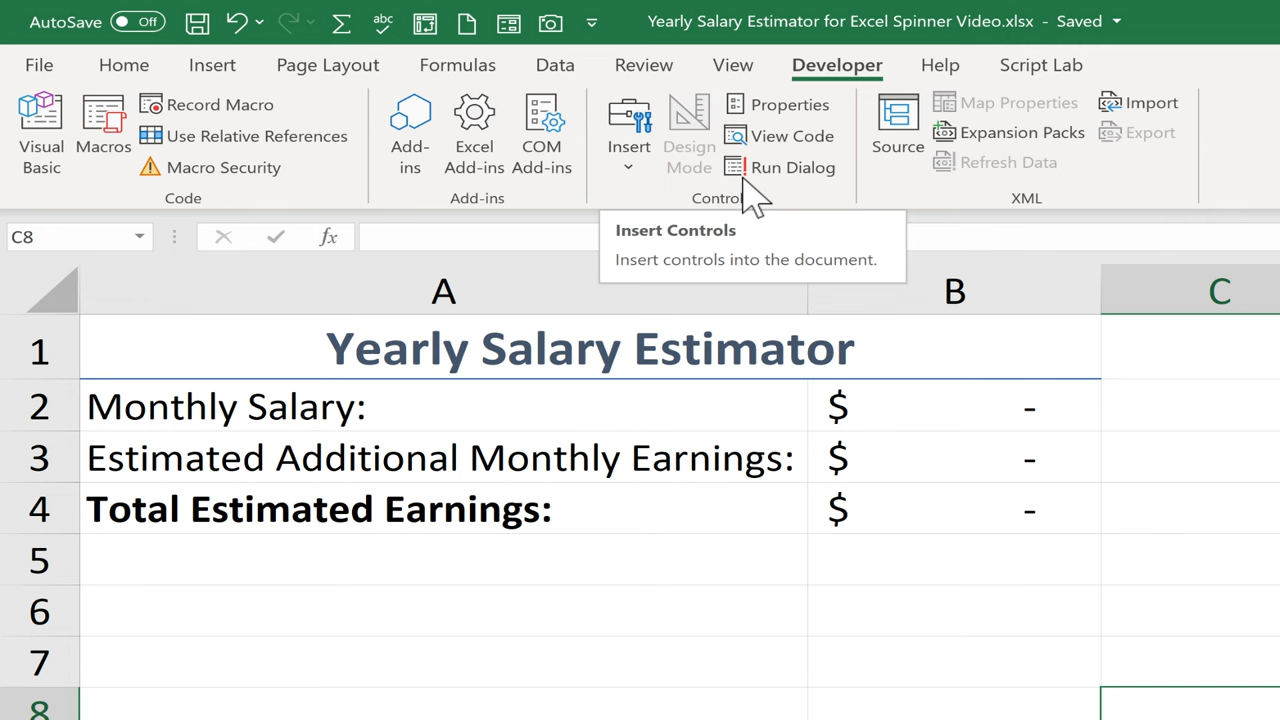 AutoSave Off abc Yearly Salary Estimator for Excel Spinner Video.xlsx - Saved
File Home Insert Page Layout Formulas Data Review View Developer Help Script Lab
Visual Basic
Macros
Record Macro
Use Relative References
Macro Security
Code
Add-ins
Excel Add-ins
COM Add-ins
Add-ins
Insert
Design Mode
Properties
View Code
Run Dialog
Control
Source
Map Properties
Expansion Packs
Refresh Data
Import
Export
XML
C8 fx
Insert Controls
Insert controls into the document.
A B C
1 Yearly Salary Estimator
2 Monthly Salary: $ -
3 Estimated Additional Monthly Earnings: $ -
4 Total Estimated Earnings: $ -
5
6
7
8